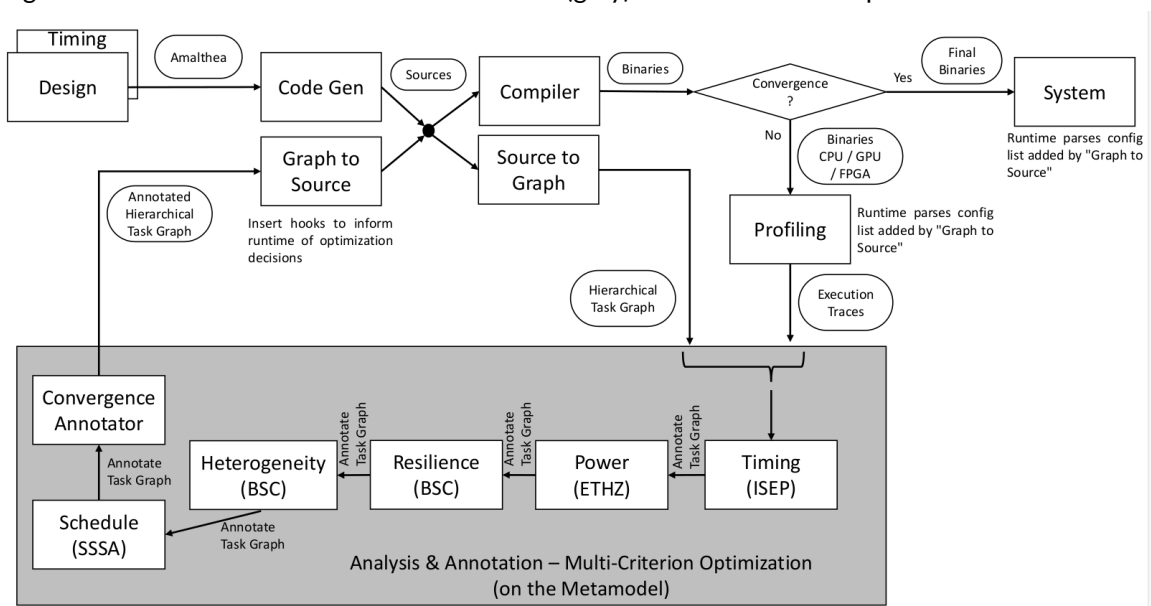 Timing
Design
Amalthea
Code Gen
Sources
Compiler
Binaries
Convergence
?
Yes
Final
Binaries
System
Runtime parses config
list added by "Graph to
Source"
No
Binaries
CPU / GPU
/ FPGA
Graph to
Source
Source to
Graph
Annotated
Hierarchical
Task Graph
Insert hooks to inform
runtime of optimization
decisions
Profiling
Runtime parses config
list added by "Graph to
Source"
Hierarchical
Task Graph
Execution
Traces
Convergence
Annotator
Annotate
Task Graph
Schedule
(SSSA)
Annotate
Task Graph
Heterogeneity
(BSC)
Annotate
Task Graph
Resilience
(BSC)
Annotate
Task Graph
Power
(ETHZ)
Annotate
Task Graph
Timing
(ISEP)
Analysis & Annotation – Multi-Criterion Optimization
(on the Metamodel)